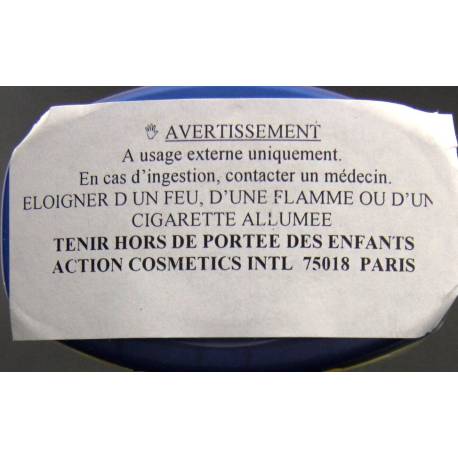 AVERTISSEMENT
A usage externe uniquement.
En cas d'ingestion, contacter un médecin.
ELOIGNER D UN FEU, D'UNE FLAMME OU D'UN
CIGARETTE ALLUMEE
TENIR HORS DE PORTEE DES ENFANTS
ACTION COSMETICS INTL 75018 PARIS